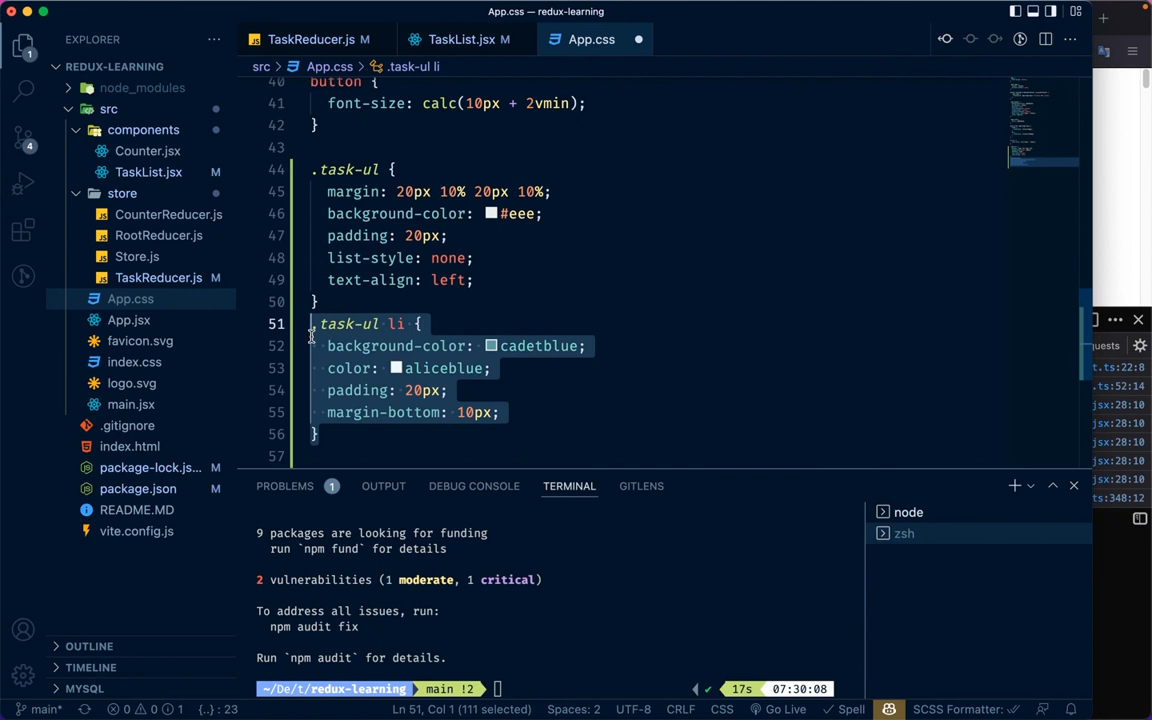 App.css — redux-learning
EXPLORER
TaskReducer.js M
TaskList.jsx M
App.css
REDUX-LEARNING
src > App.css > .task-ul li
node_modules
src
components
Counter.jsx
TaskList.jsx M
store
CounterReducer.js
RootReducer.js
Store.js
TaskReducer.js M
App.css
App.jsx
favicon.svg
index.css
logo.svg
main.jsx
.gitignore
index.html
package-lock.js... M
package.json M
README.MD
vite.config.js
OUTLINE
TIMELINE
MYSQL
1
4
40 button {
41 font-size: calc(10px + 2vmin);
42 }
43
44 .task-ul {
45 margin: 20px 10% 20px 10%;
46 background-color: #eee;
47 padding: 20px;
48 list-style: none;
49 text-align: left;
50 }
51 .task-ul li {
52 background-color: cadetblue;
53 color: aliceblue;
54 padding: 20px;
55 margin-bottom: 10px;
56 }
57
PROBLEMS 1 OUTPUT DEBUG CONSOLE TERMINAL GITLENS
9 packages are looking for funding
run `npm fund` for details
2 vulnerabilities (1 moderate, 1 critical)
To address all issues, run:
npm audit fix
Run `npm audit` for details.
~/De/t/redux-learning main !2
17s 07:30:08
node
zsh
quests
t.ts:22:8
t.ts:52:14
jsx:28:10
jsx:28:10
jsx:28:10
jsx:28:10
jsx:28:10
ts:348:12
main* 0 0 1 {..} : 23 Ln 51, Col 1 (111 selected) Spaces: 2 UTF-8 CRLF CSS Go Live Spell SCSS Formatter: